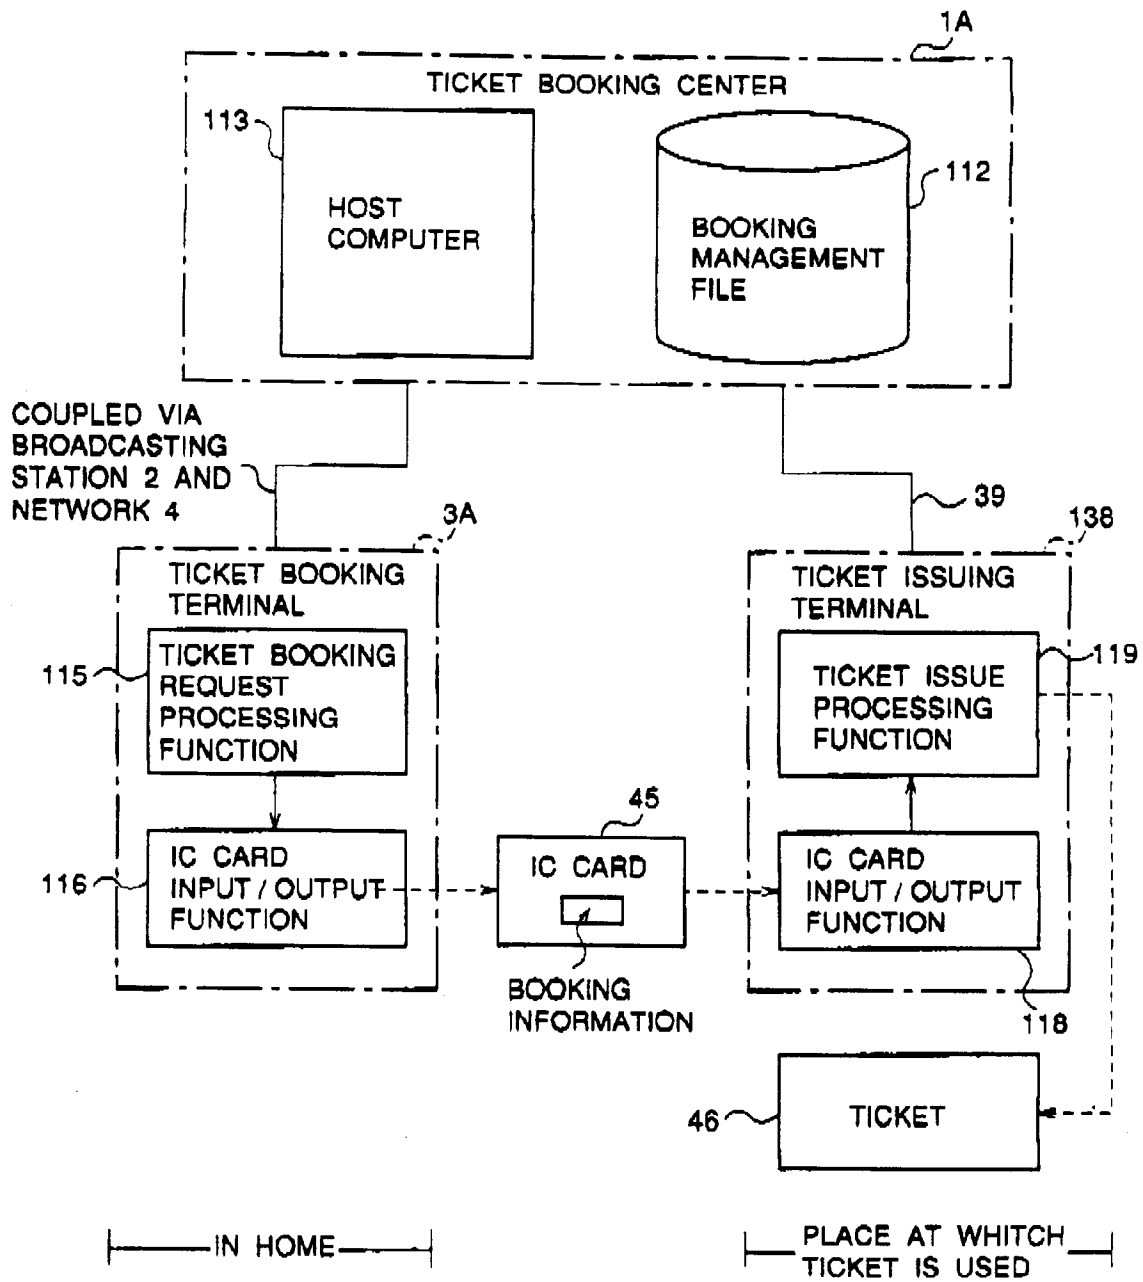 1A
TICKET BOOKING CENTER
113
HOST
COMPUTER
112
BOOKING
MANAGEMENT
FILE
COUPLED VIA
BROADCASTING
STATION 2 AND
NETWORK 4
39
3A
138
TICKET BOOKING
TERMINAL
TICKET ISSUING
TERMINAL
115
TICKET BOOKING
REQUEST
PROCESSING
FUNCTION
119
TICKET ISSUE
PROCESSING
FUNCTION
116
IC CARD
INPUT / OUTPUT
FUNCTION
45
IC CARD
BOOKING
INFORMATION
IC CARD
INPUT / OUTPUT
FUNCTION
118
46
TICKET
IN HOME
PLACE AT WHITCH
TICKET IS USED